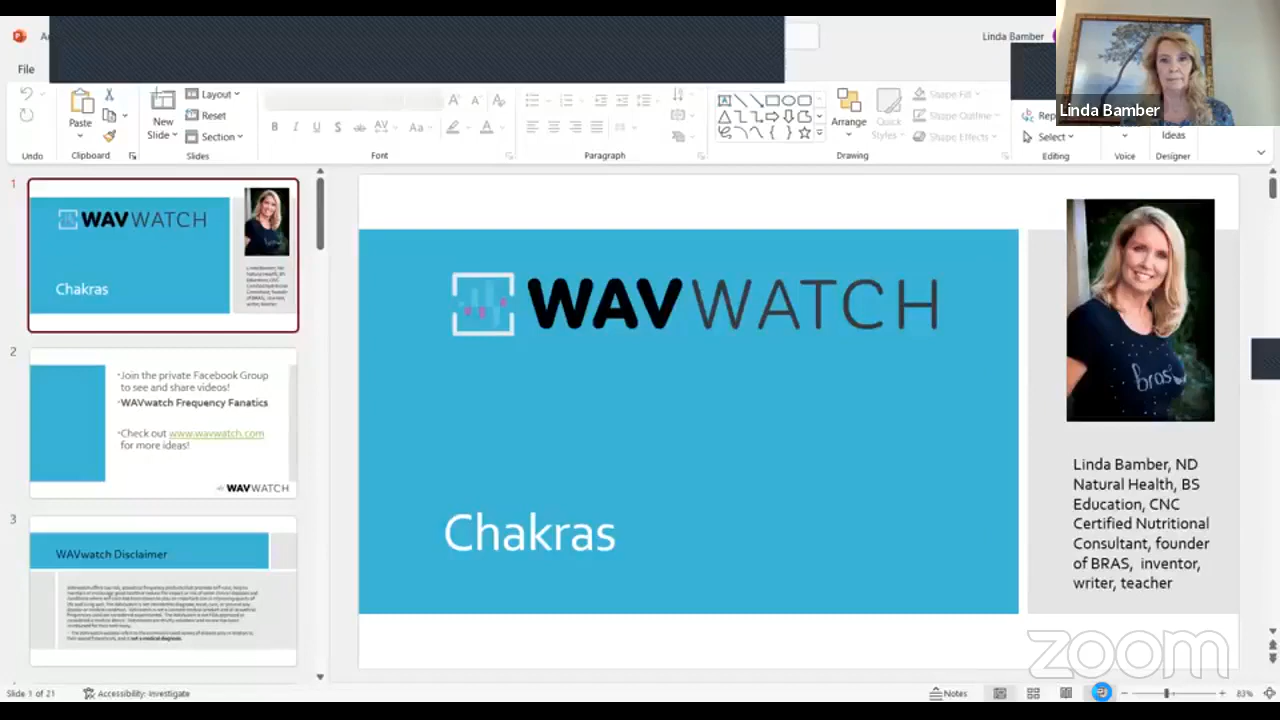 Linda Bamber
File
Linda Bamber
Paste
New
Slide
Layout
Reset
Section
B I U S
Aa
A
Arrange
Quick
Styles
Shape Fill
Shape Outline
Shape Effects
Select
Ideas
Undo
Clipboard
Slides
Font
Paragraph
Drawing
Editing
Voice
Designer
1
WAVWATCH
Chakras
2
Join the private Facebook Group
to see and share videos!
WAVwatch Frequency Fanatics
Check out www.wavwatch.com
for more ideas!
WAVWATCH
3
WAVwatch Disclaimer
WAVWATCH
Chakras
bras
Linda Bamber, ND
Natural Health, BS
Education, CNC
Certified Nutritional
Consultant, founder
of BRAS, inventor,
writer, teacher
zoom
Slide 1 of 21
Accessibility: Investigate
Notes
83%